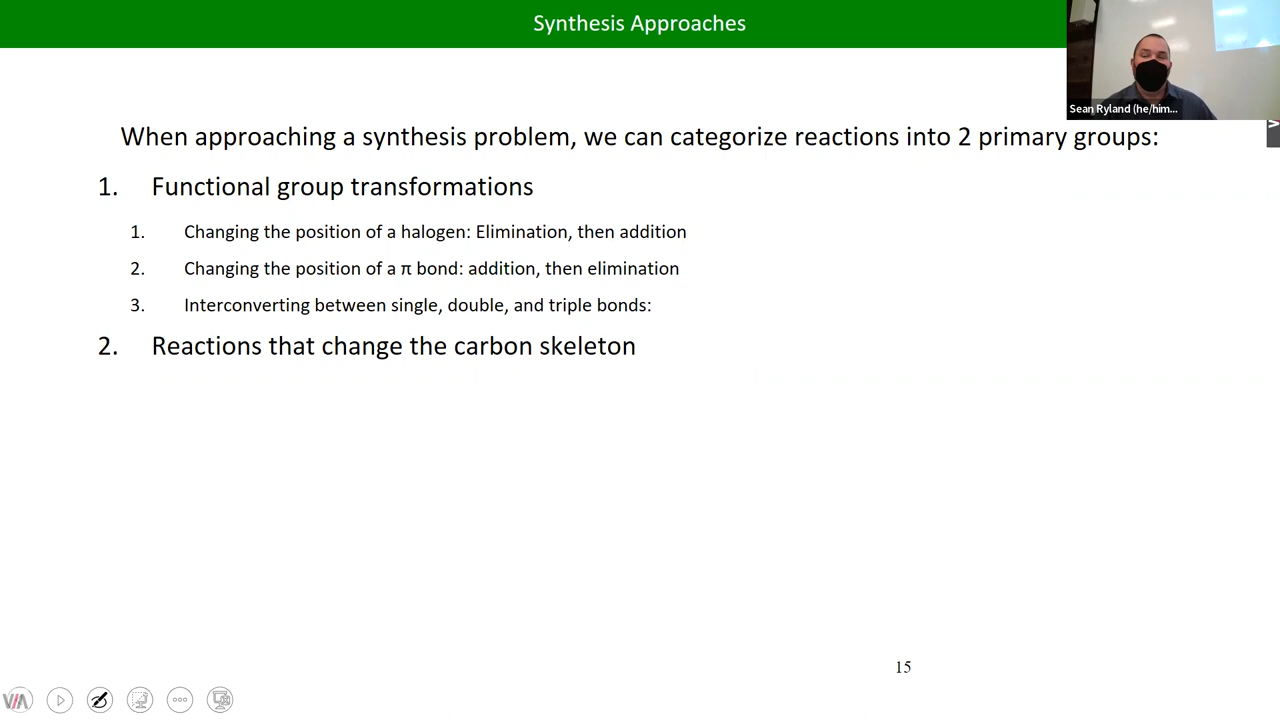 Synthesis Approaches
Sean Ryland (he/him...
When approaching a synthesis problem, we can categorize reactions into 2 primary groups:
1. Functional group transformations
1. Changing the position of a halogen: Elimination, then addition
2. Changing the position of a π bond: addition, then elimination
3. Interconverting between single, double, and triple bonds:
2. Reactions that change the carbon skeleton
15
VIA